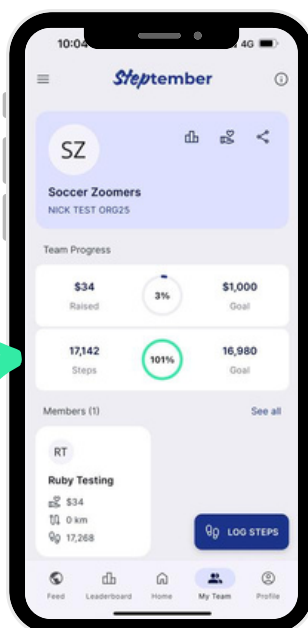 10:04 4G
Steptember
SZ
Soccer Zoomers
NICK TEST ORG25
Team Progress
$34 3% $1,000
Raised Goal
17,142 101% 16,980
Steps Goal
Members (1) See all
RT
Ruby Testing
$34
0 km
17,268
LOG STEPS
Feed Leaderboard Home My Team Profile